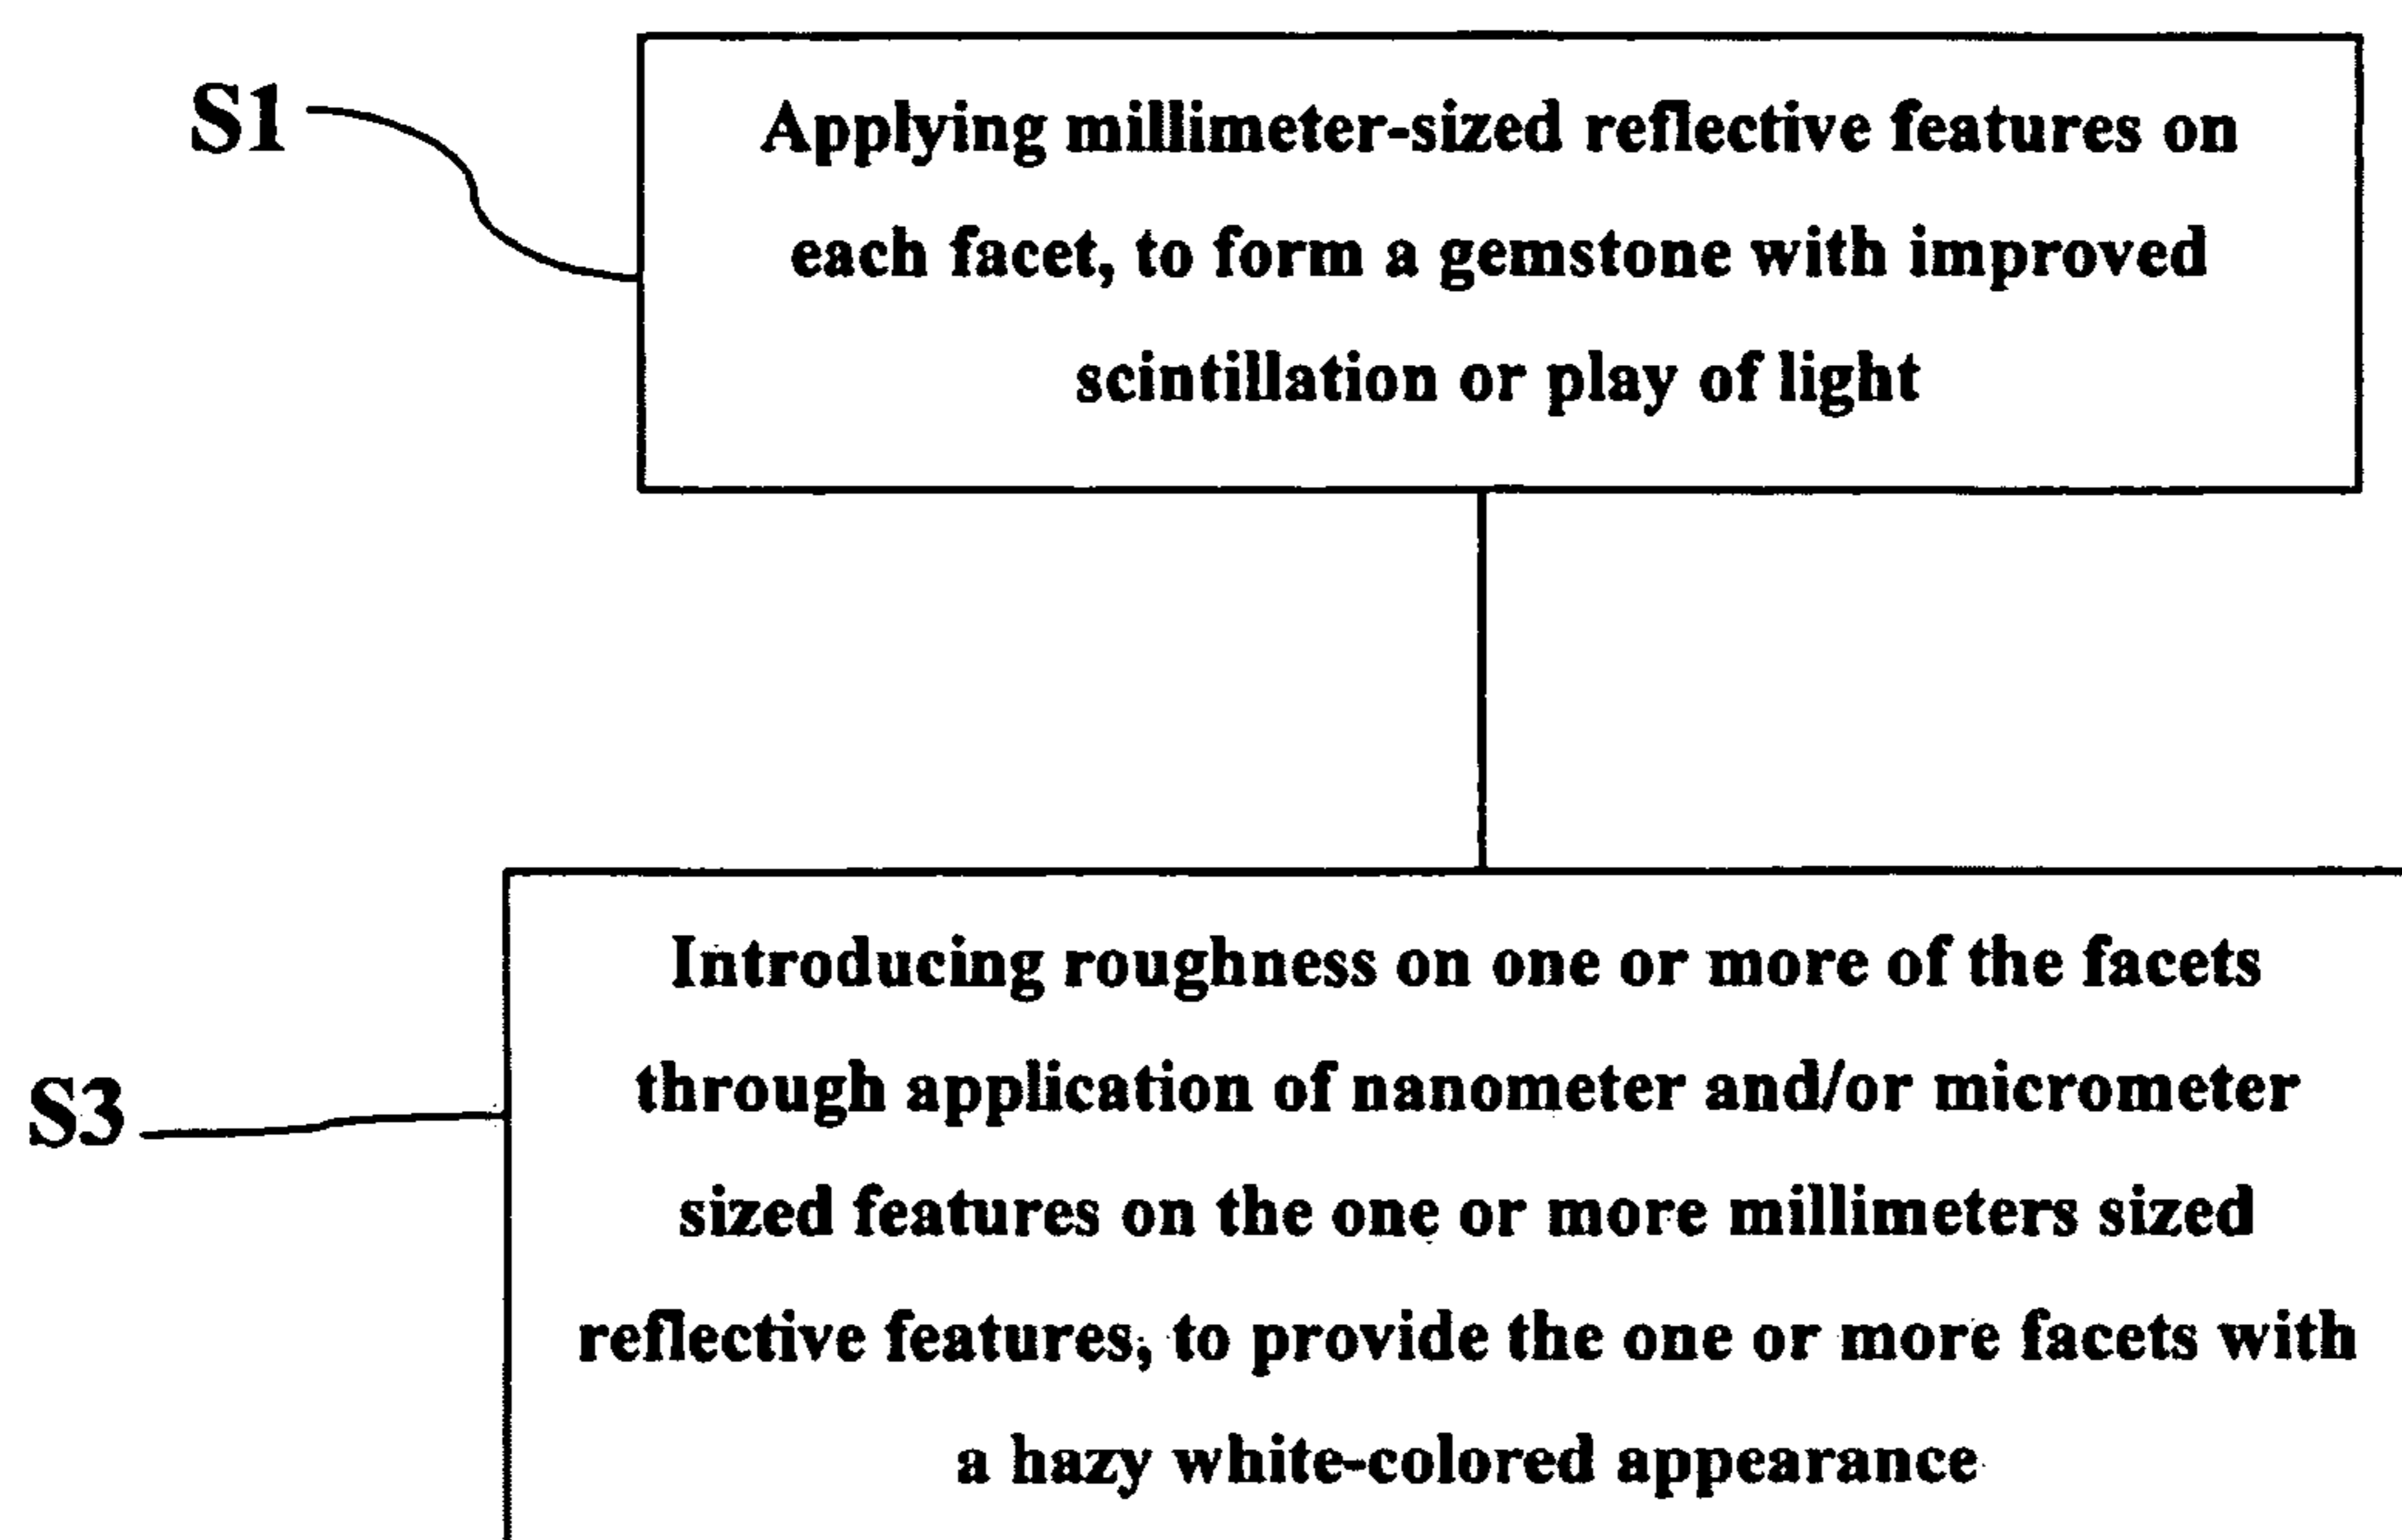 S1
Applying millimeter-sized reflective features on
each facet, to form a gemstone with improved
scintillation or play of light
Introducing roughness on one or more of the facets
through application of nanometer and/or micrometer
S3
sized features on the one or more millimeters sized
reflective features, to provide the one or more facets with
a hazy white-colored appearance